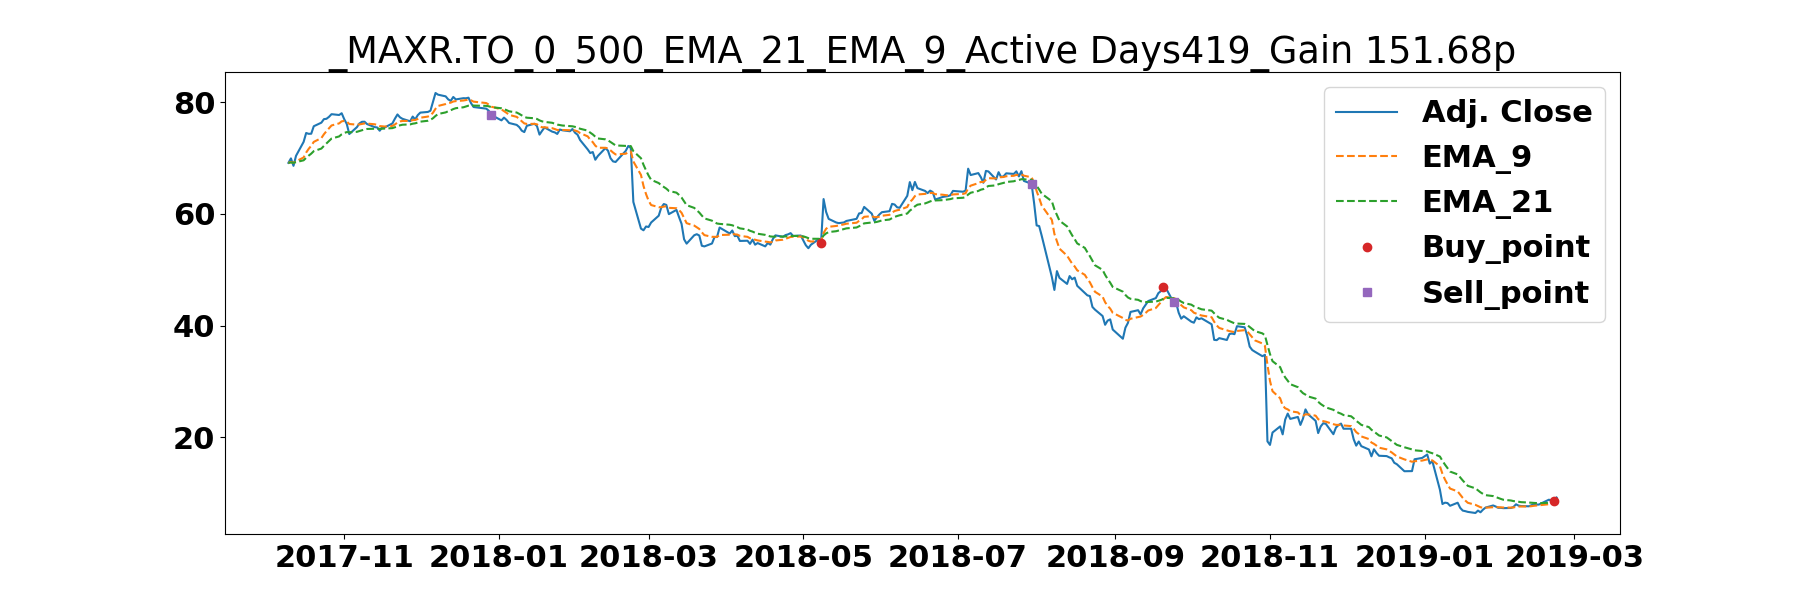 _MAXR.TO_0_500_EMA_21_EMA_9_Active Days419_Gain 151.68p
80
60
40
20
Adj. Close
EMA_9
EMA_21
Buy_point
Sell_point
2017-11 2018-01 2018-03 2018-05 2018-07 2018-09 2018-11 2019-01 2019-03